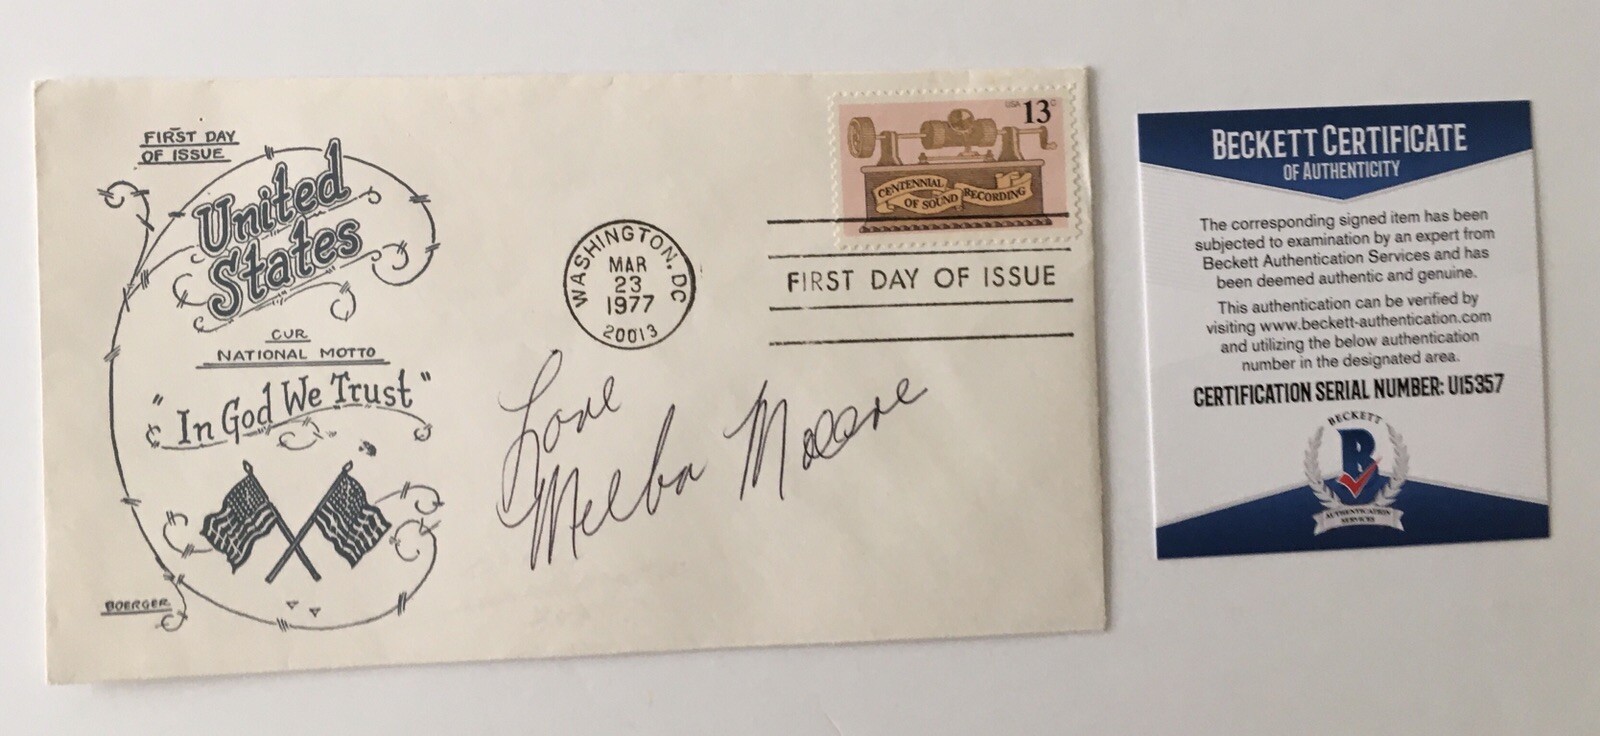 FIRST DAY
OF ISSUE
United
States
OUR
NATIONAL MOTTO
"In God We Trust"
BOERGER
WASHINGTON, DC
MAR
23
1977
20013
USA 13c
CENTENNIAL
OF SOUND RECORDING
FIRST DAY OF ISSUE
Love
Melba Moore
BECKETT CERTIFICATE
OF AUTHENTICITY
The corresponding signed item has been
subjected to examination by an expert from
Beckett Authentication Services and has
been deemed authentic and genuine.
This authentication can be verified by
visiting www.beckett-authentication.com
and utilizing the below authentication
number in the designated area.
CERTIFICATION SERIAL NUMBER: U15357
BECKETT
B
AUTHENTICATION
SERVICES